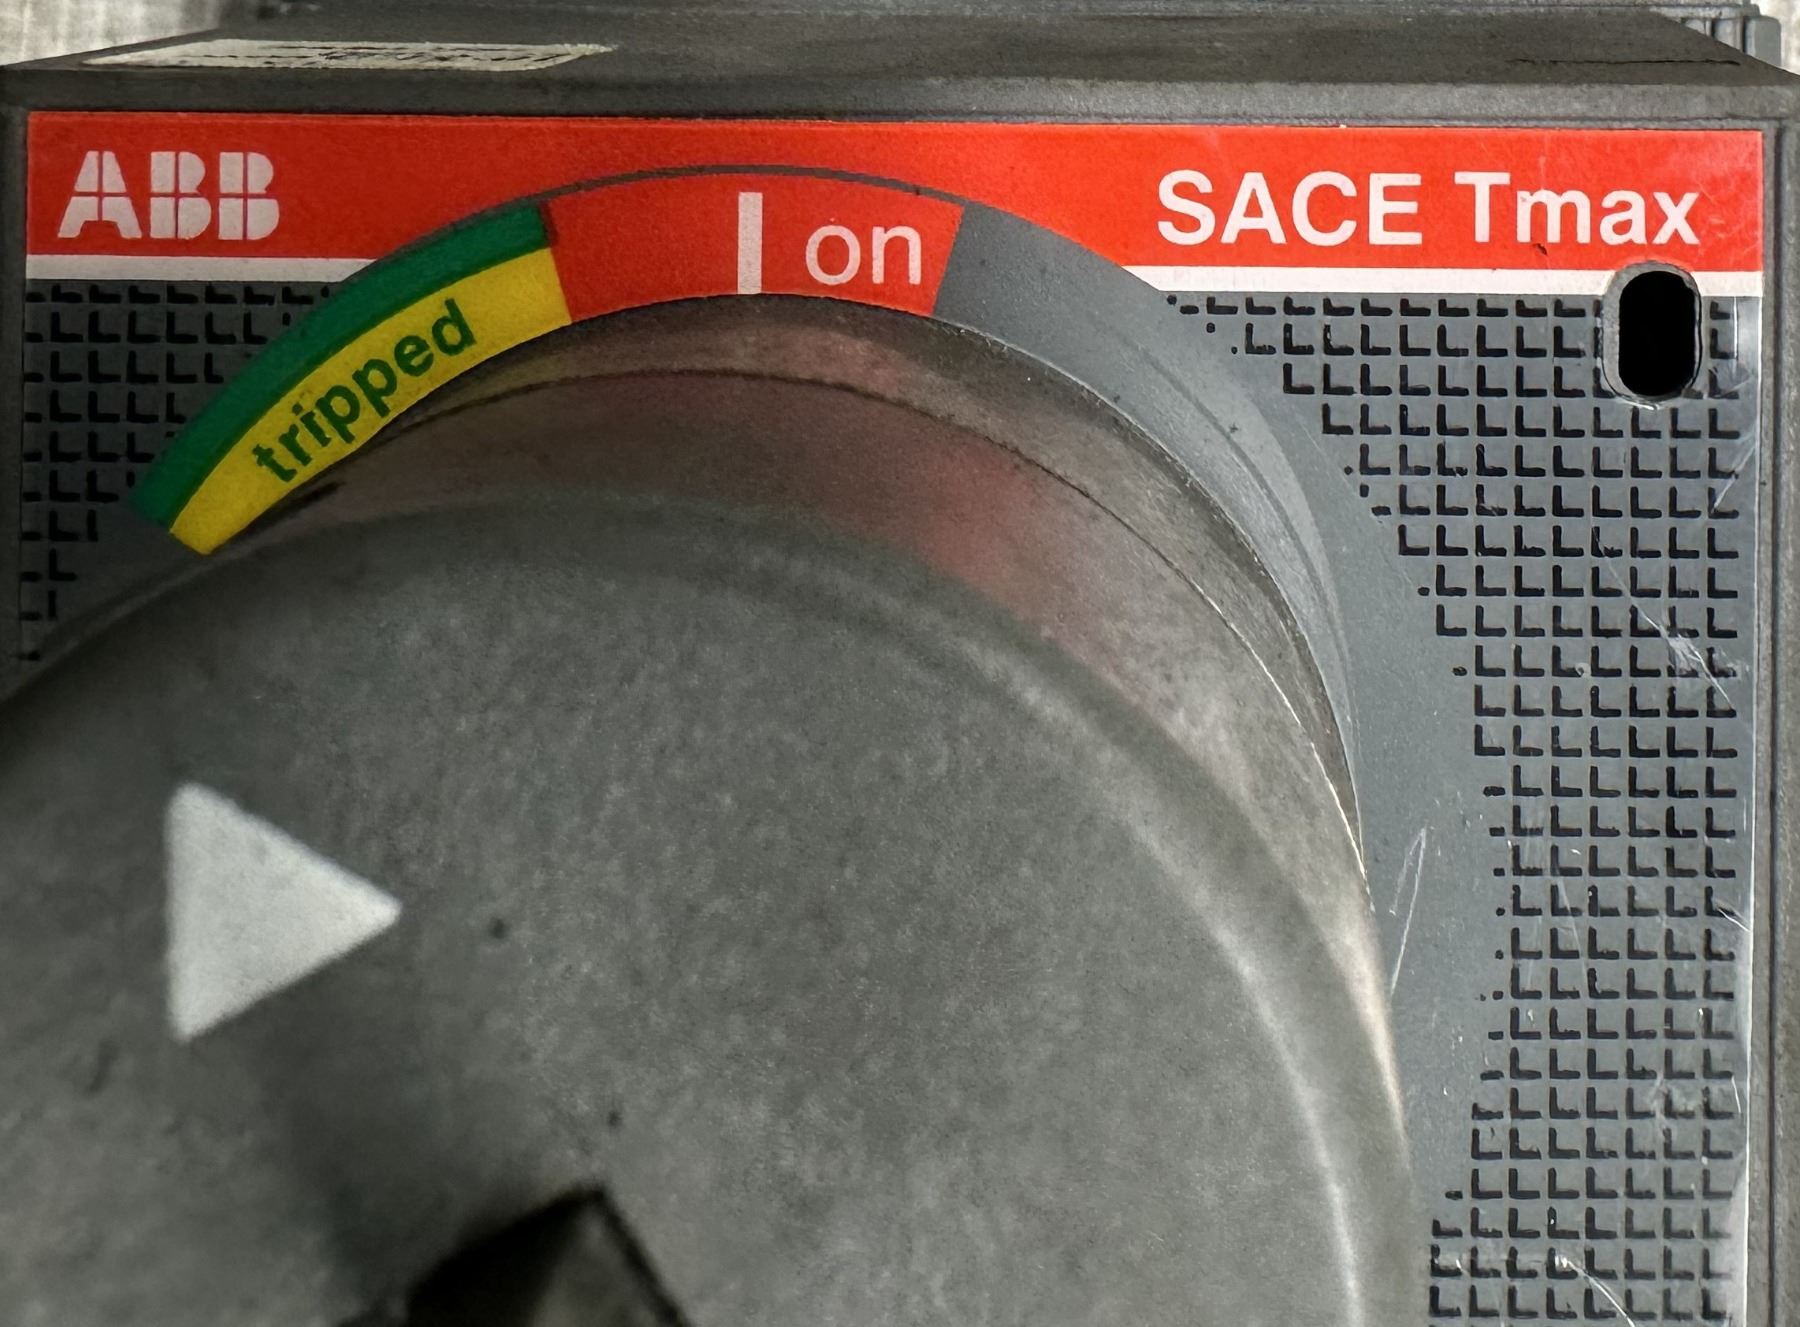 ABB
SACE Tmax
I on
tripped